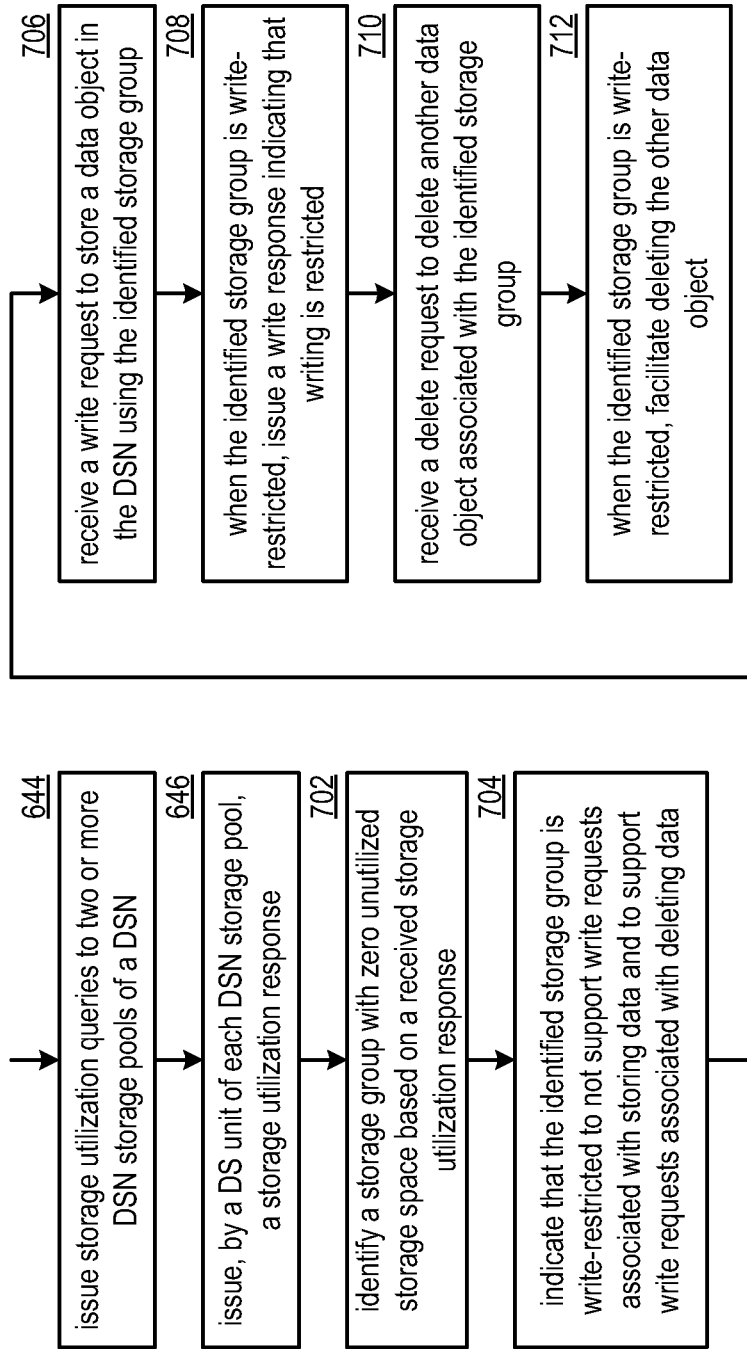 644
issue storage utilization queries to two or more
DSN storage pools of a DSN
646
issue, by a DS unit of each DSN storage pool,
a storage utilization response
702
identify a storage group with zero unutilized
storage space based on a received storage
utilization response
704
indicate that the identified storage group is
write-restricted to not support write requests
associated with storing data and to support
write requests associated with deleting data
706
receive a write request to store a data object in
the DSN using the identified storage group
708
when the identified storage group is write-
restricted, issue a write response indicating that
writing is restricted
710
receive a delete request to delete another data
object associated with the identified storage
group
712
when the identified storage group is write-
restricted, facilitate deleting the other data
object